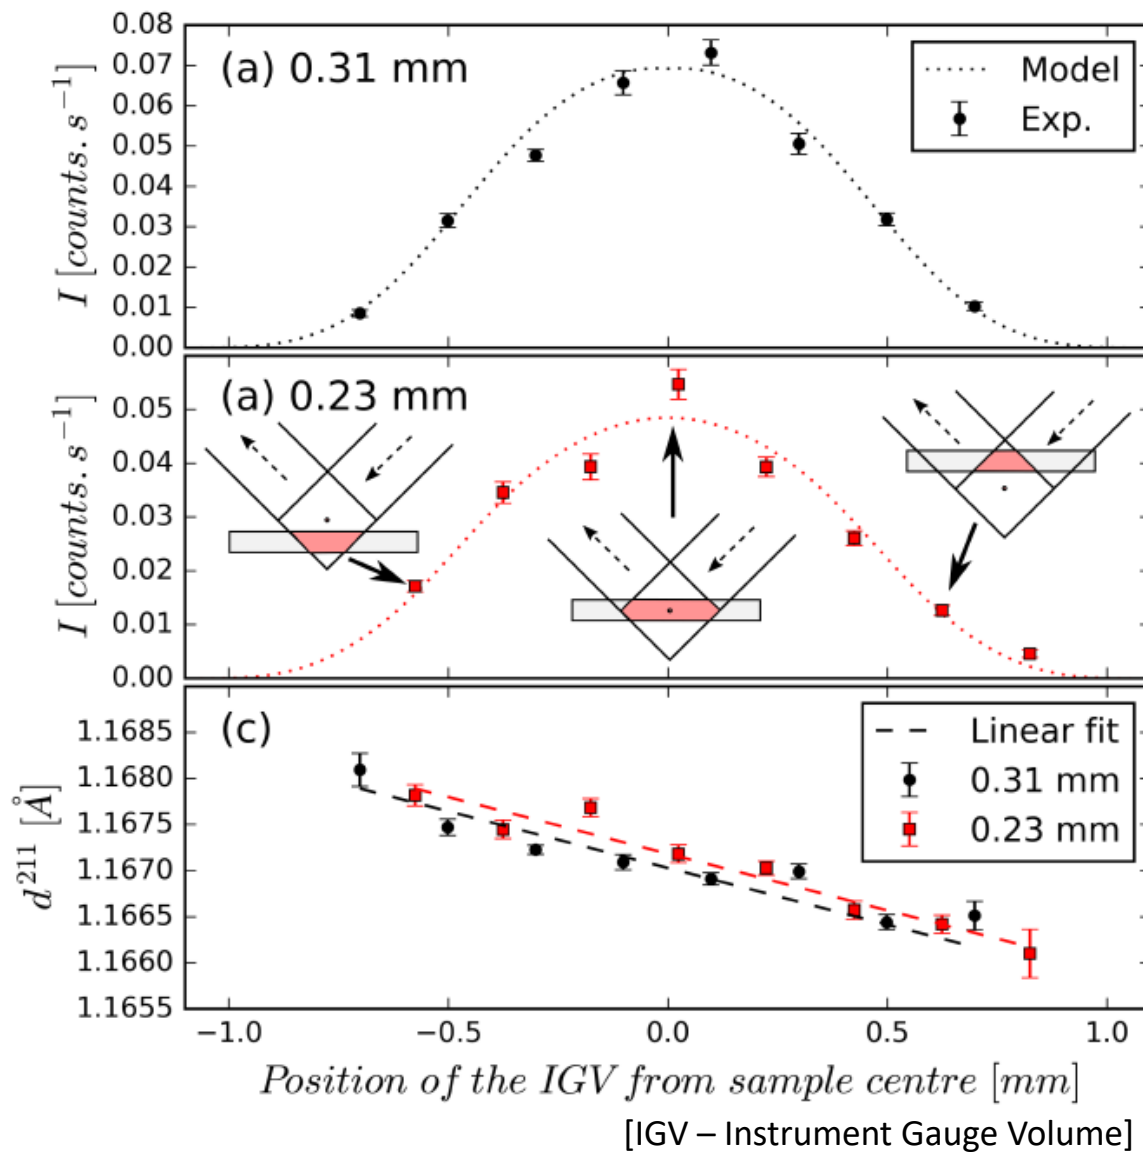 (a) 0.31 mm
Model
Exp.
I [counts.s⁻¹]
0.08
0.07
0.06
0.05
0.04
0.03
0.02
0.01
0.00
(a) 0.23 mm
I [counts.s⁻¹]
0.05
0.04
0.03
0.02
0.01
0.00
(c)
Linear fit
0.31 mm
0.23 mm
d²¹¹ [Å]
1.1685
1.1680
1.1675
1.1670
1.1665
1.1660
1.1655
−1.0 −0.5 0.0 0.5 1.0
Position of the IGV from sample centre [mm]
[IGV – Instrument Gauge Volume]